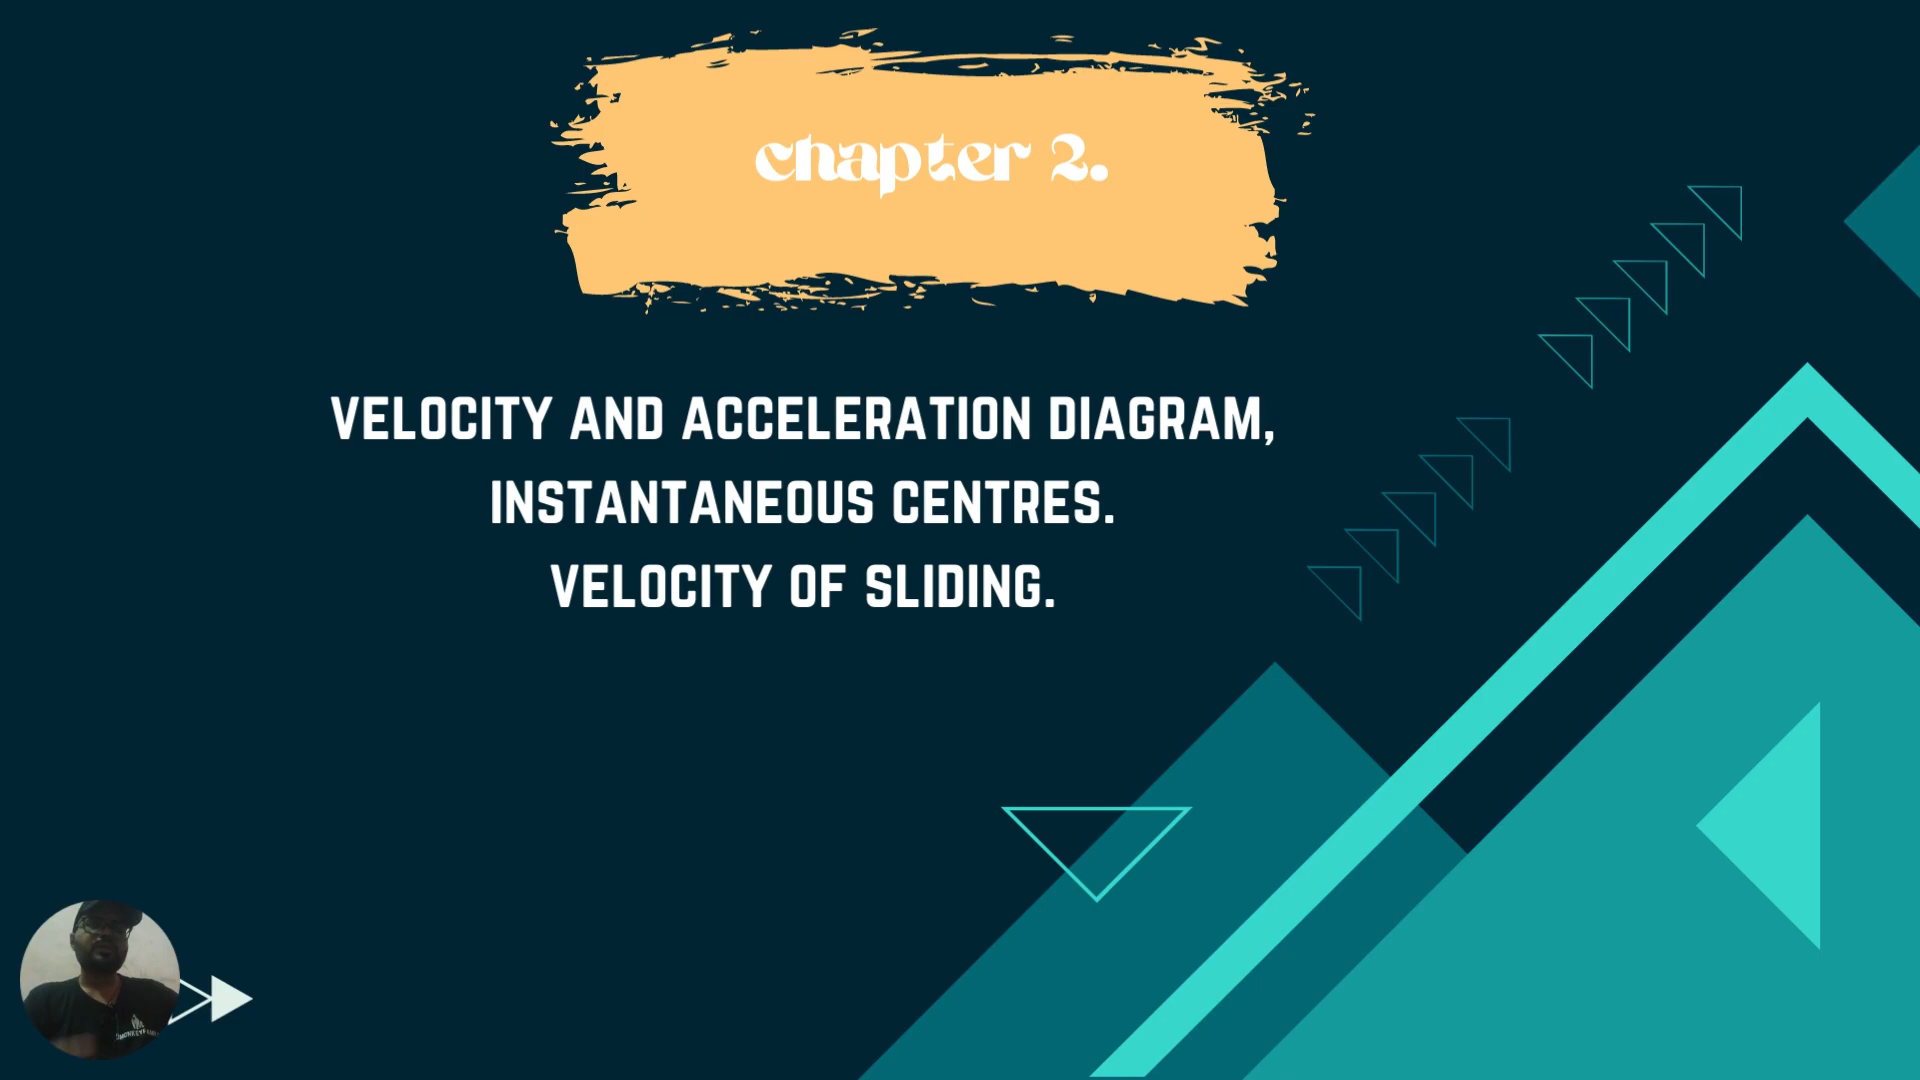 chapter 2.
VELOCITY AND ACCELERATION DIAGRAM,
INSTANTANEOUS CENTRES.
VELOCITY OF SLIDING.